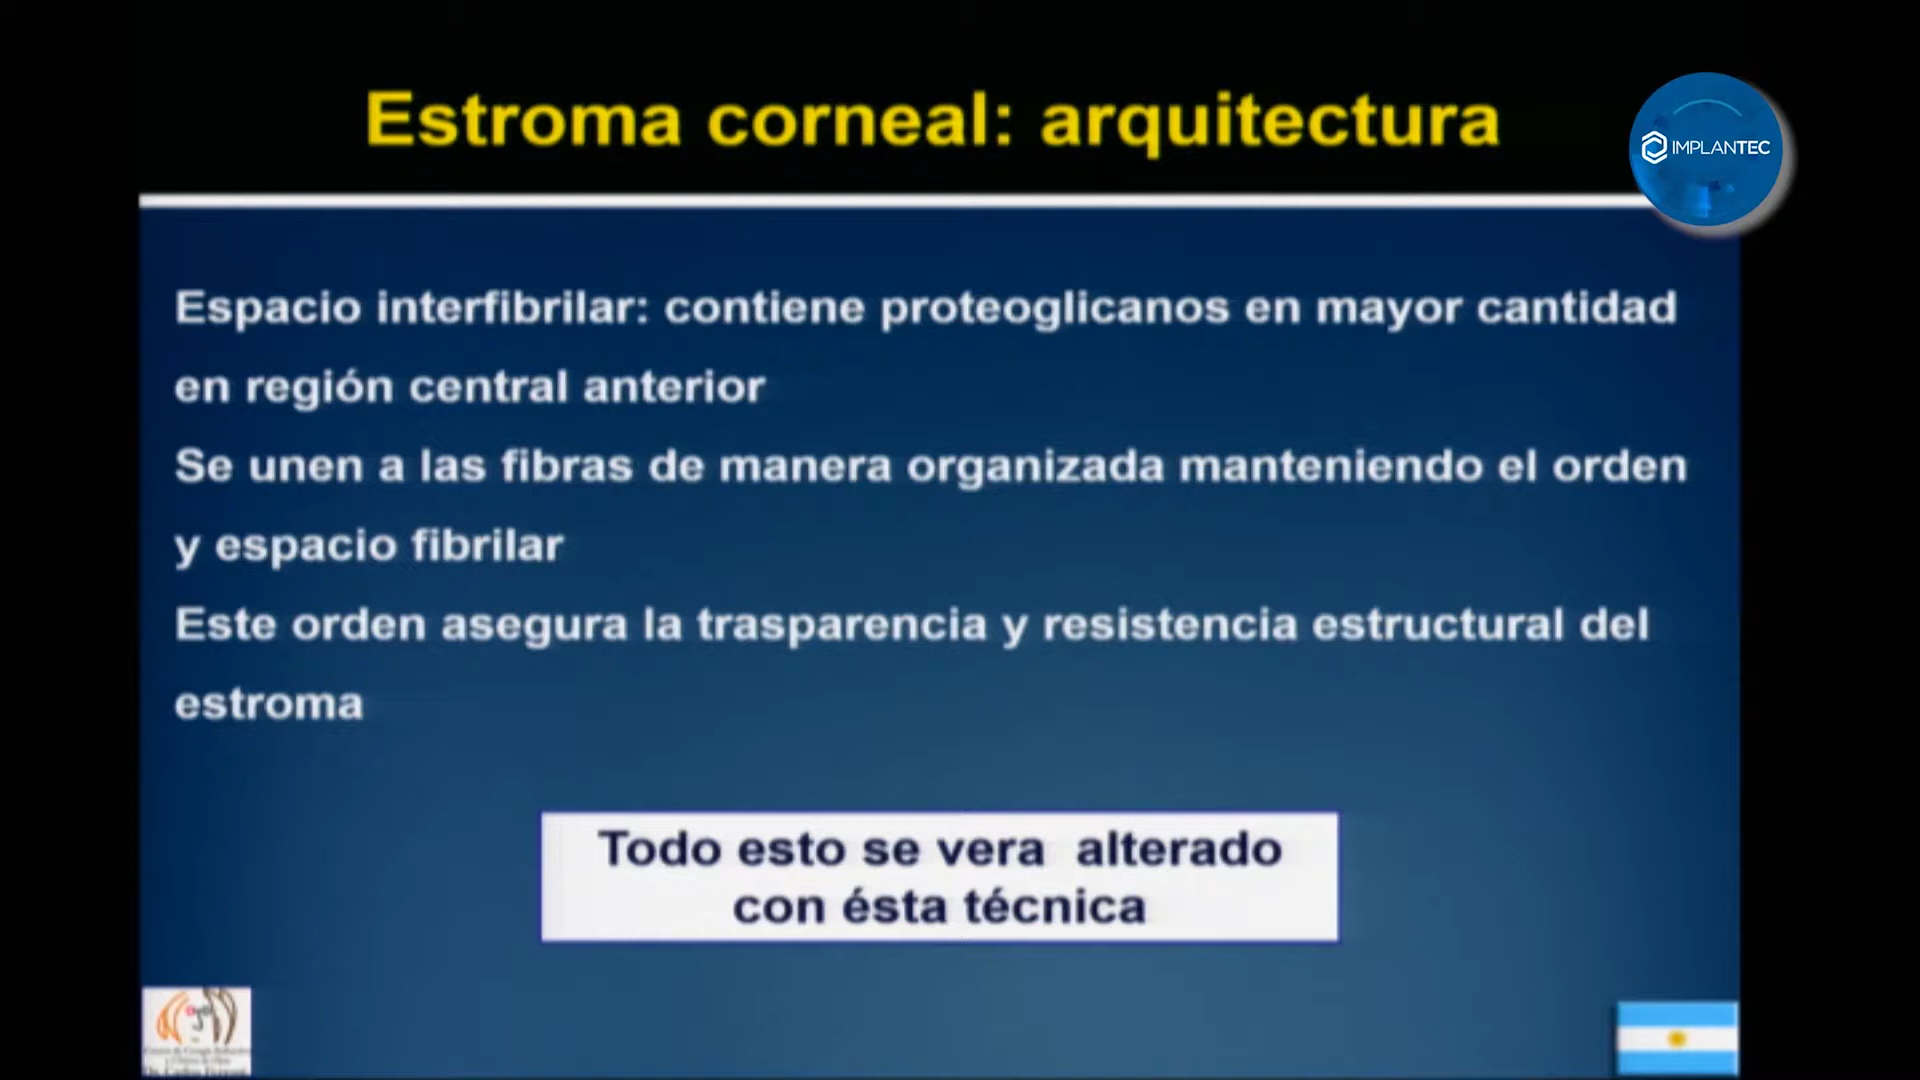 Estroma corneal: arquitectura
IMPLANTEC
Espacio interfibrilar: contiene proteoglicanos en mayor cantidad
en región central anterior
Se unen a las fibras de manera organizada manteniendo el orden
y espacio fibrilar
Este orden asegura la trasparencia y resistencia estructural del
estroma
Todo esto se vera alterado
con ésta técnica